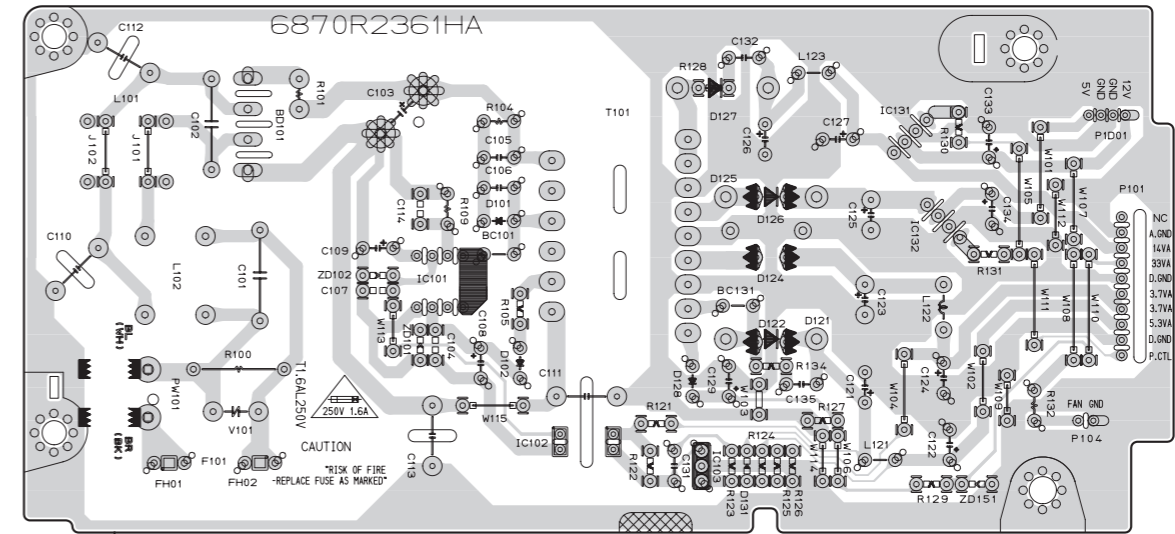 6870R2361HA
C112
L101
J102
J101
C102
BD101
R101
C103
R104
C105
C106
D101
BC101
T101
C132
R128
L123
D127
C126
C127
IC131
R130
C133
12V
GND
GND
5V
P1D01
W101
W105
W112
W107
P101
NC
A.GND
14VA
33VA
D.GND
3.7VA
3.7VA
5.3VA
D.GND
P.CTL
D125
D126
C125
C134
IC132
R131
D124
C114
R109
C109
ZD102
C107
IC101
W113
ZD101
C104
C108
R105
D102
C110
L102
C101
BC131
C123
L122
W111
W108
W110
D122
D121
R134
C135
D128
C129
W103
C121
W104
C124
W102
W109
R132
FAN GND
P104
BL
(WH)
PW101
R100
V101
T1.6AL250V
250V 1.6A
BR
(BK)
FH01
F101
FH02
CAUTION
"RISK OF FIRE
-REPLACE FUSE AS MARKED"
C113
W115
C111
IC102
R121
R122
C131
IC103
R124
R123
D131
R125
R126
R127
W114
W106
L121
C122
R129
ZD151